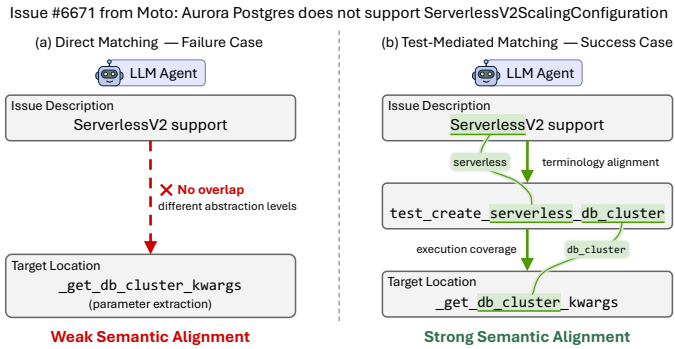 Issue #6671 from Moto: Aurora Postgres does not support ServerlessV2ScalingConfiguration
(a) Direct Matching — Failure Case
LLM Agent
Issue Description
ServerlessV2 support
✕ No overlap
different abstraction levels
Target Location
_get_db_cluster_kwargs
(parameter extraction)
Weak Semantic Alignment
(b) Test-Mediated Matching — Success Case
LLM Agent
Issue Description
ServerlessV2 support
serverless
terminology alignment
test_create_serverless_db_cluster
execution coverage
db_cluster
Target Location
_get_db_cluster_kwargs
Strong Semantic Alignment